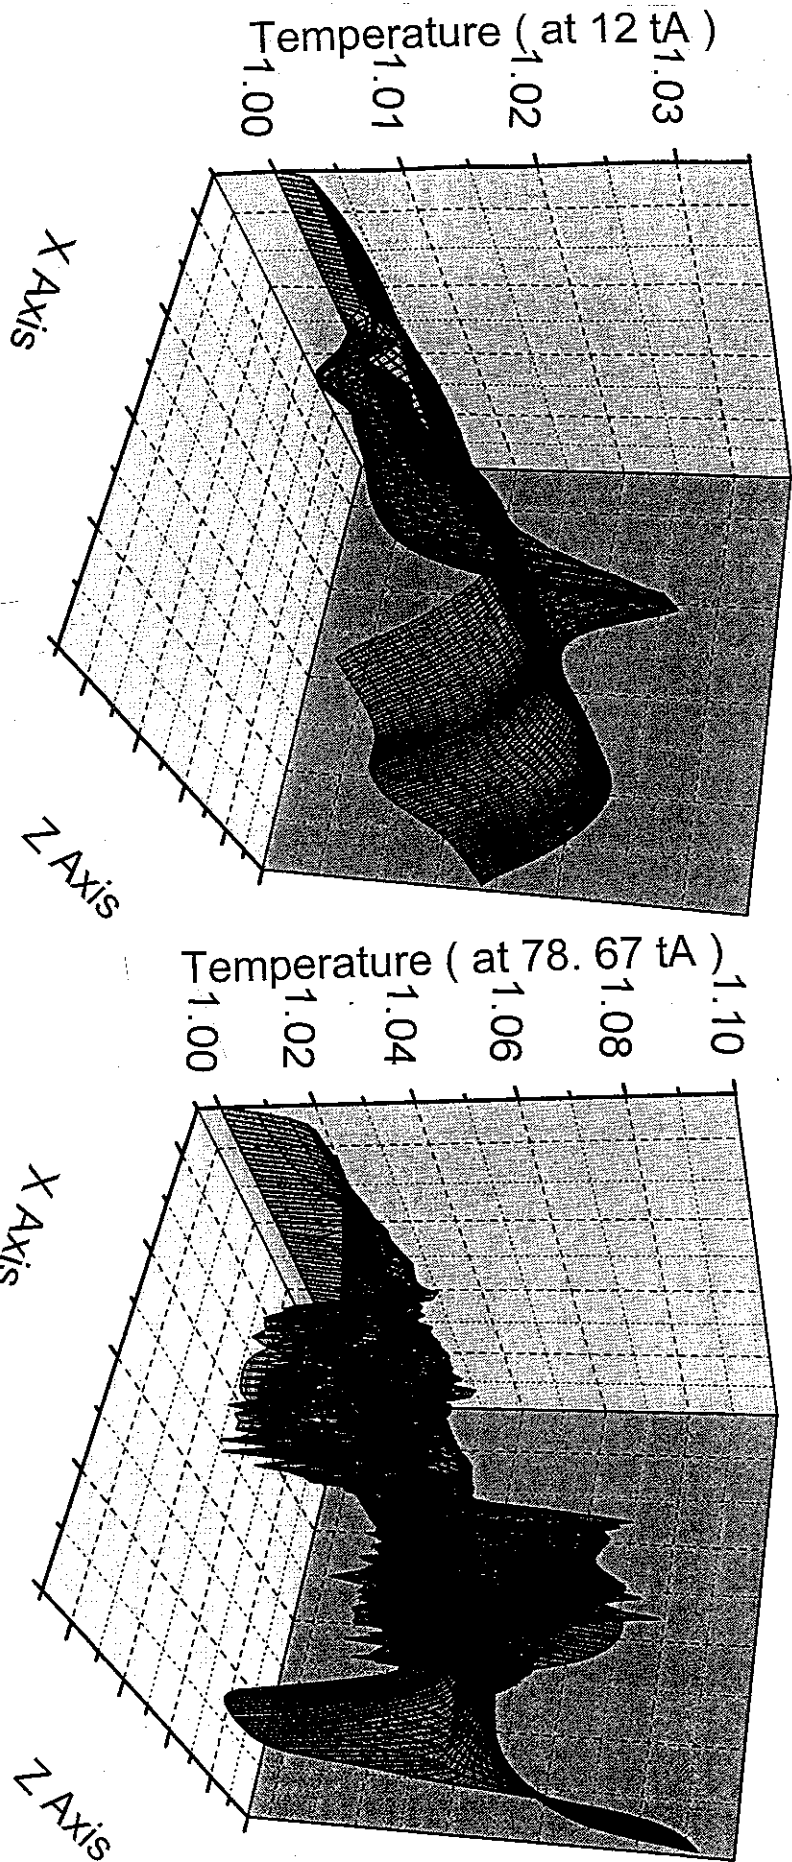 Temperature ( at 12 tA )
1.00
1.01
1.02
1.03
X Axis
Z Axis
Temperature ( at 78. 67 tA )
1.00
1.02
1.04
1.06
1.08
1.10
X Axis
Z Axis